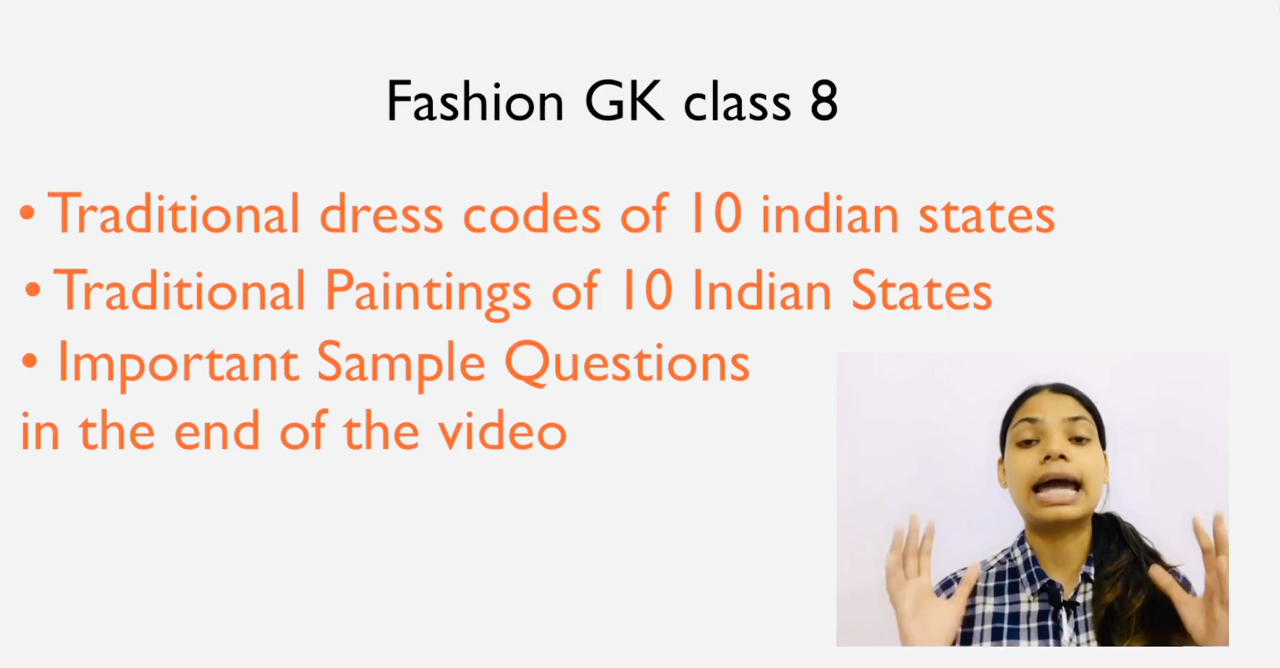 Fashion GK class 8
• Traditional dress codes of 10 indian states
• Traditional Paintings of 10 Indian States
• Important Sample Questions
in the end of the video